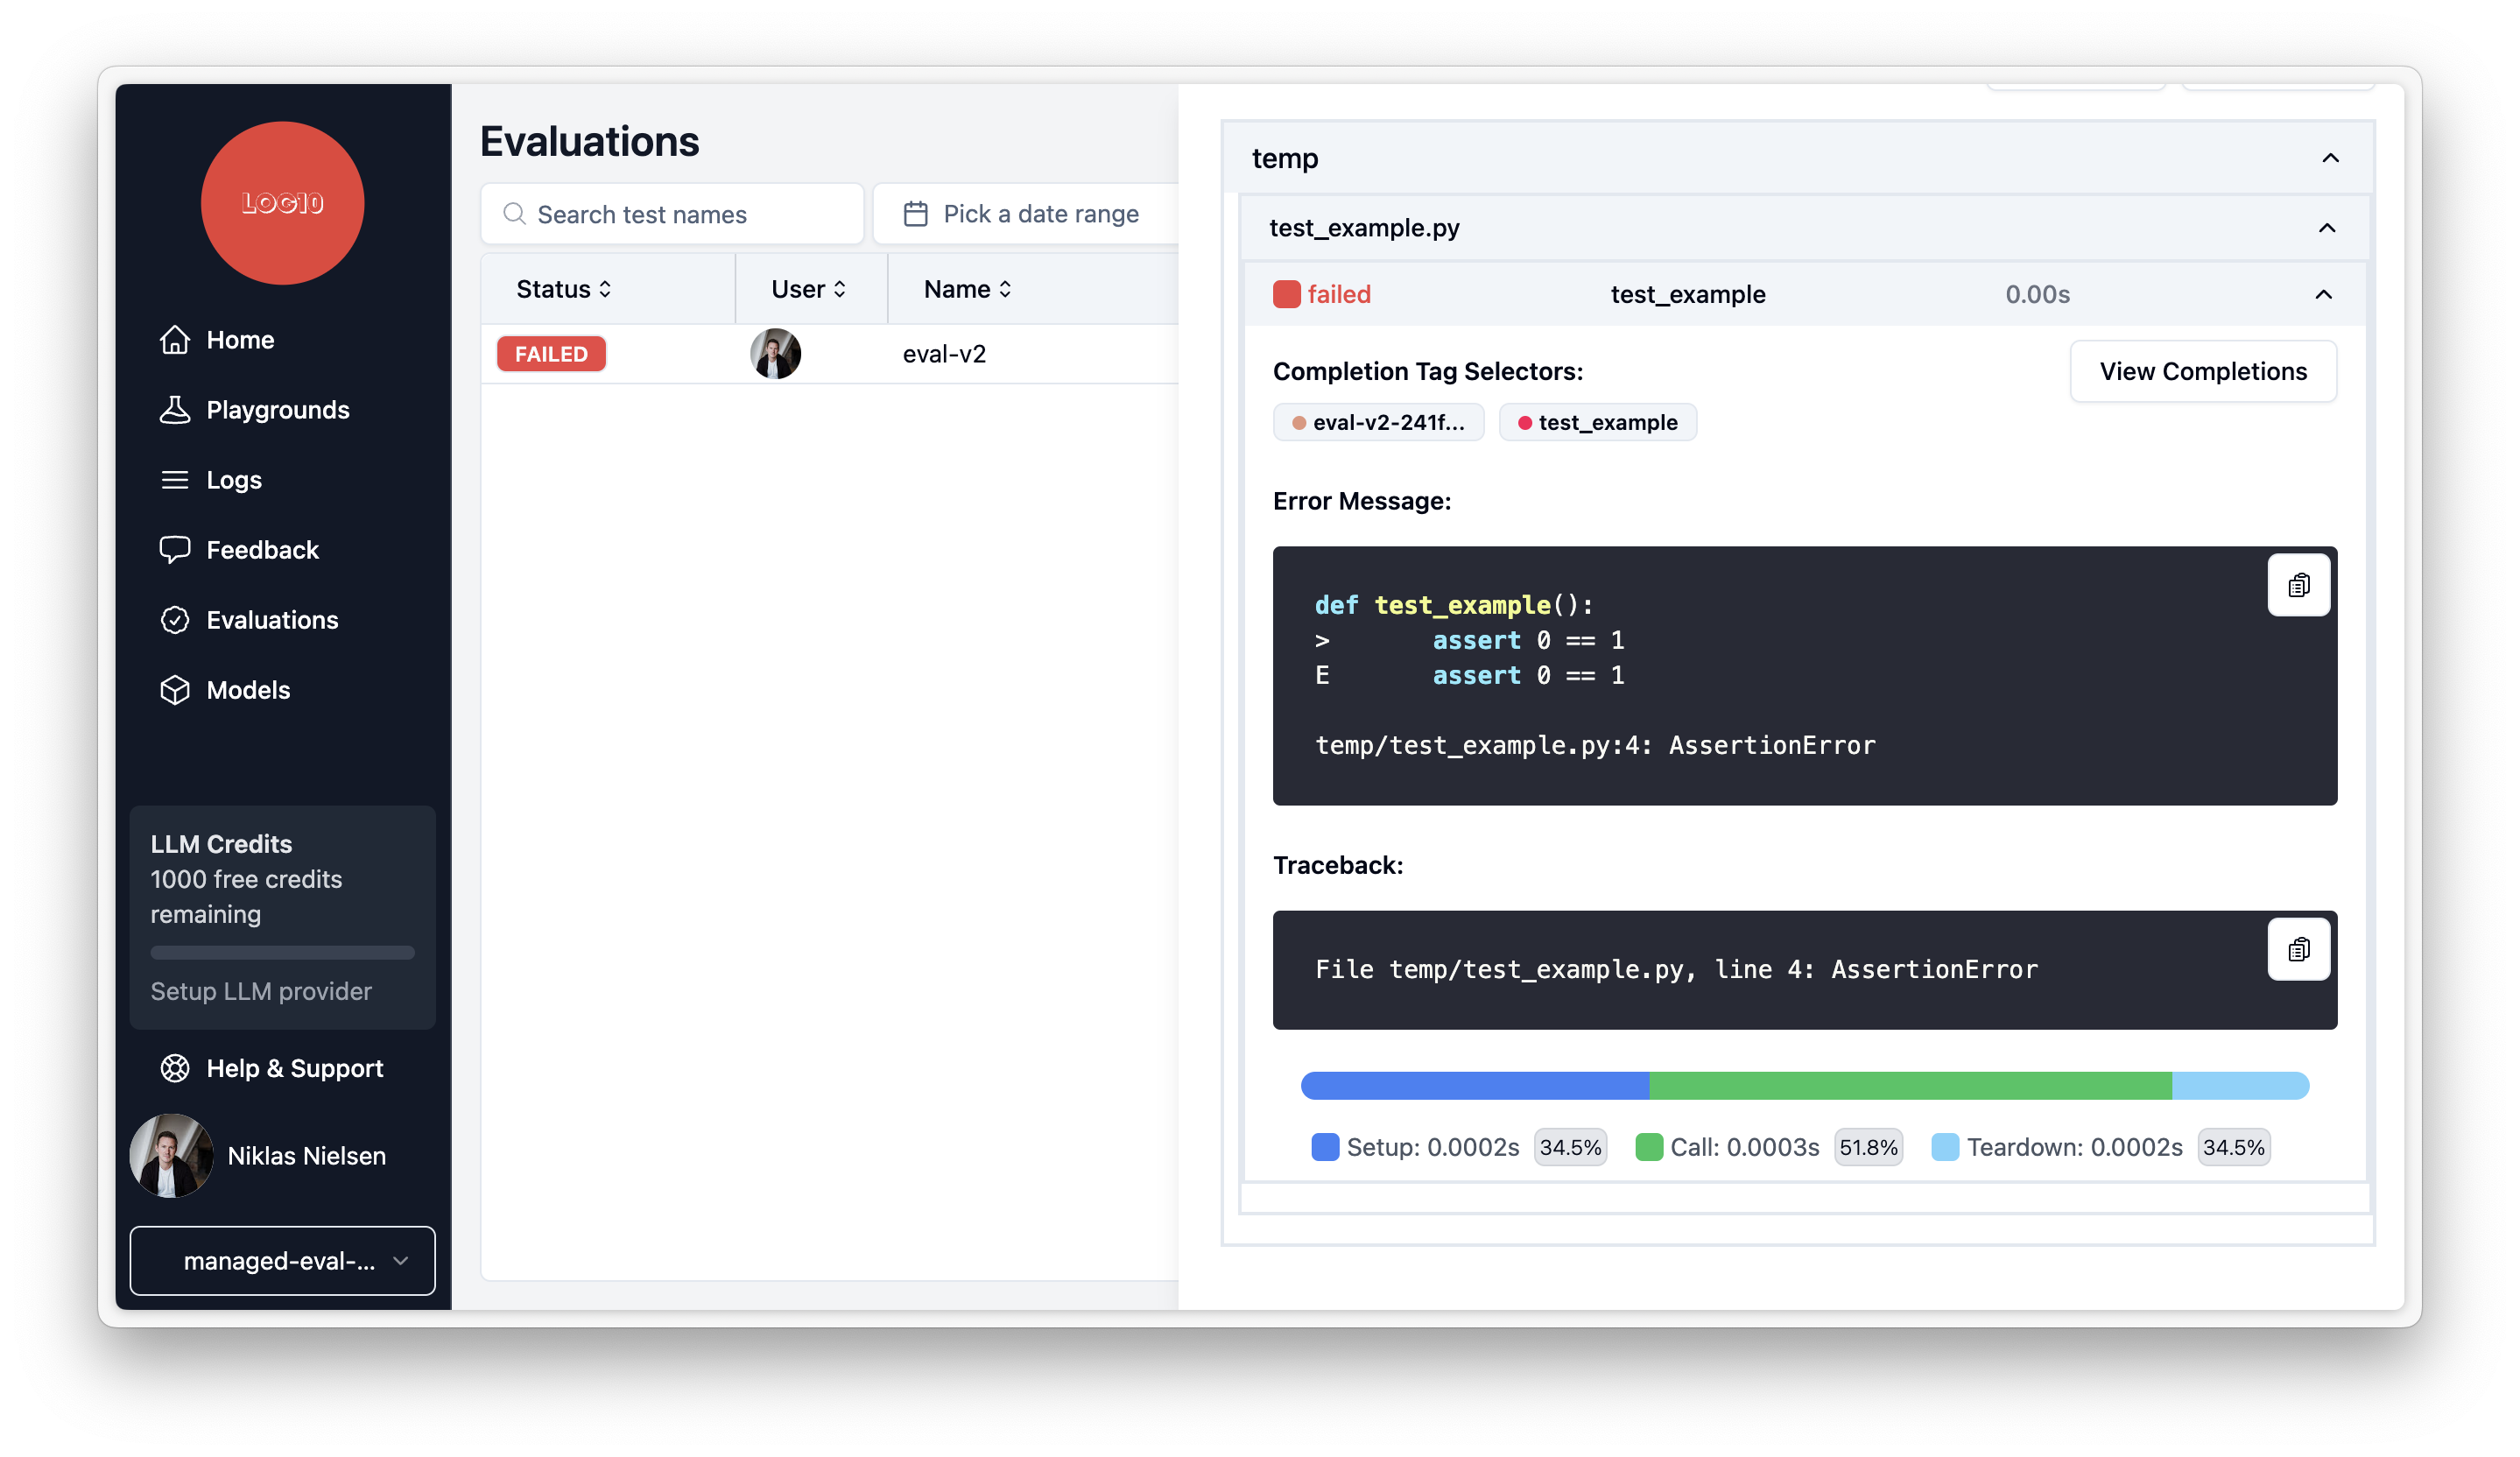 LOG10
Home
Playgrounds
Logs
Feedback
Evaluations
Models
LLM Credits
1000 free credits
remaining
Setup LLM provider
Help & Support
Niklas Nielsen
managed-eval-...
Evaluations
Search test names
Pick a date range
Status User Name
FAILED eval-v2
temp
test_example.py
failed test_example 0.00s
Completion Tag Selectors:
View Completions
eval-v2-241f... test_example
Error Message:
def test_example():
>       assert 0 == 1
E       assert 0 == 1
temp/test_example.py:4: AssertionError
Traceback:
File temp/test_example.py, line 4: AssertionError
Setup: 0.0002s 34.5% Call: 0.0003s 51.8% Teardown: 0.0002s 34.5%